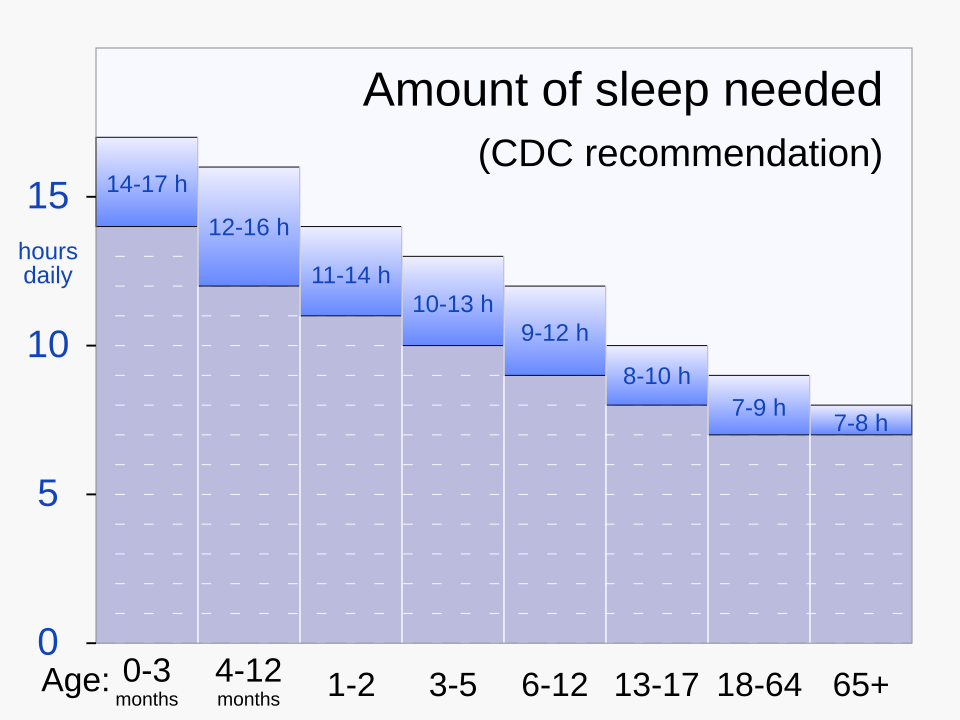 Amount of sleep needed
(CDC recommendation)
15
hours
daily
10
5
0
14-17 h
12-16 h
11-14 h
10-13 h
9-12 h
8-10 h
7-9 h
7-8 h
Age:
0-3
months
4-12
months
1-2
3-5
6-12
13-17
18-64
65+